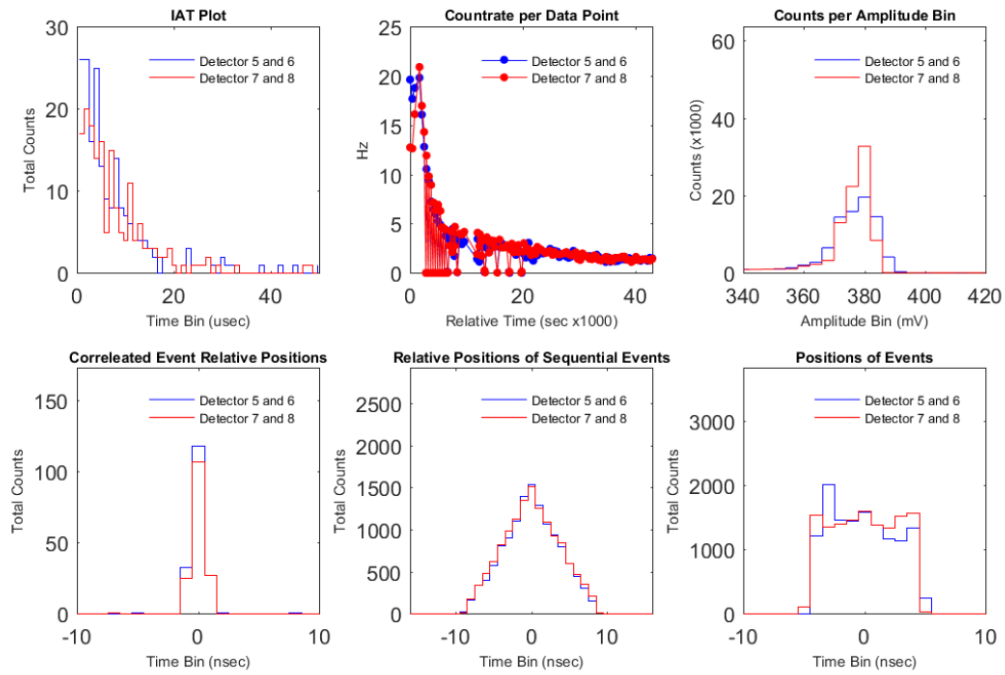 IAT Plot
30
20
10
0
0
20
40
Total Counts
Time Bin (usec)
Detector 5 and 6
Detector 7 and 8
Countrate per Data Point
25
20
15
10
5
0
0
20
40
Hz
Relative Time (sec x1000)
Detector 5 and 6
Detector 7 and 8
Counts per Amplitude Bin
60
40
20
0
340
360
380
400
420
Counts (x1000)
Amplitude Bin (mV)
Detector 5 and 6
Detector 7 and 8
Correleated Event Relative Positions
150
100
50
0
-10
0
10
Total Counts
Time Bin (nsec)
Detector 5 and 6
Detector 7 and 8
Relative Positions of Sequential Events
2500
2000
1500
1000
500
0
-10
0
10
Total Counts
Time Bin (nsec)
Detector 5 and 6
Detector 7 and 8
Positions of Events
3000
2000
1000
0
-10
0
10
Total Counts
Time Bin (nsec)
Detector 5 and 6
Detector 7 and 8